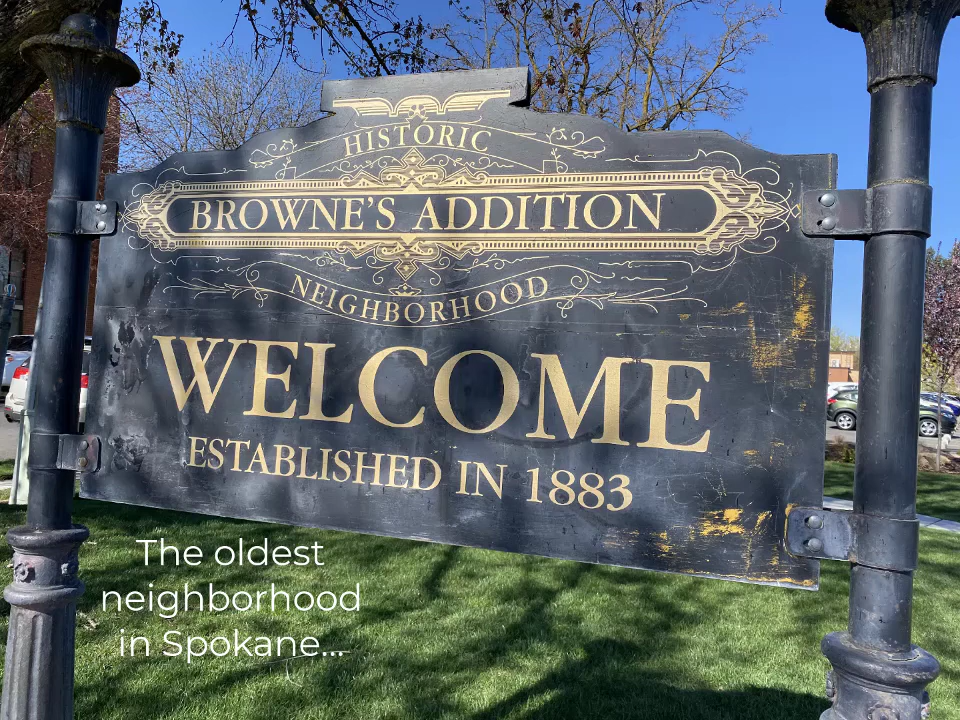 HISTORIC
BROWNE'S ADDITION
NEIGHBORHOOD
WELCOME
ESTABLISHED IN 1883
The oldest
neighborhood
in Spokane...